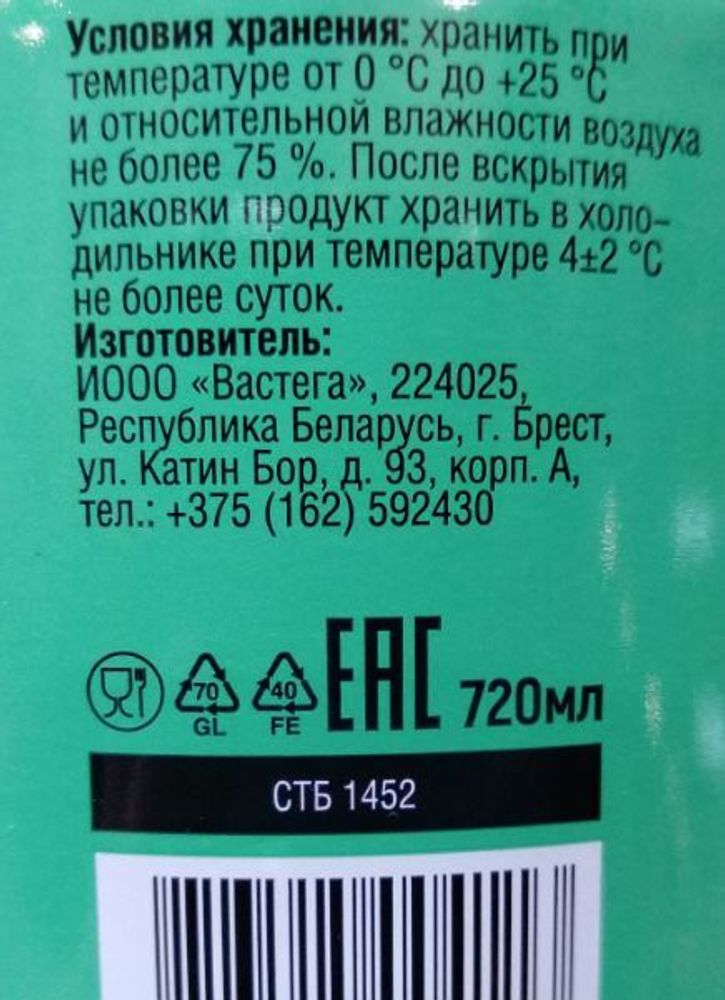 Условия хранения: хранить при
температуре от 0 °С до +25 °С
и относительной влажности воздуха
не более 75 %. После вскрытия
упаковки продукт хранить в холо-
дильнике при температуре 4±2 °С
не более суток.
Изготовитель:
ИООО «Вастега», 224025,
Республика Беларусь, г. Брест,
ул. Катин Бор, д. 93, корп. А,
тел.: +375 (162) 592430
70 40 EAC 720мл
GL FE
СТБ 1452